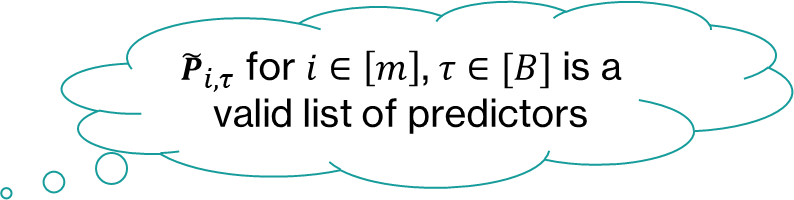 P̃_{i,τ} for i ∈ [m], τ ∈ [B] is a
valid list of predictors